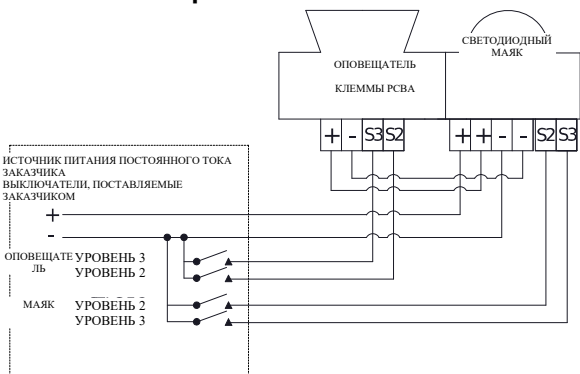 СВЕТОДИОДНЫЙ
МАЯК
ОПОВЕЩАТЕЛЬ
КЛЕММЫ PCBA
+ - S3 S2
+ + - - S2 S3
ИСТОЧНИК ПИТАНИЯ ПОСТОЯННОГО ТОКА
ЗАКАЗЧИКА
ВЫКЛЮЧАТЕЛИ, ПОСТАВЛЯЕМЫЕ
ЗАКАЗЧИКОМ
+
-
ОПОВЕЩАТЕ
ЛЬ
УРОВЕНЬ 3
УРОВЕНЬ 2
МАЯК
УРОВЕНЬ 2
УРОВЕНЬ 3